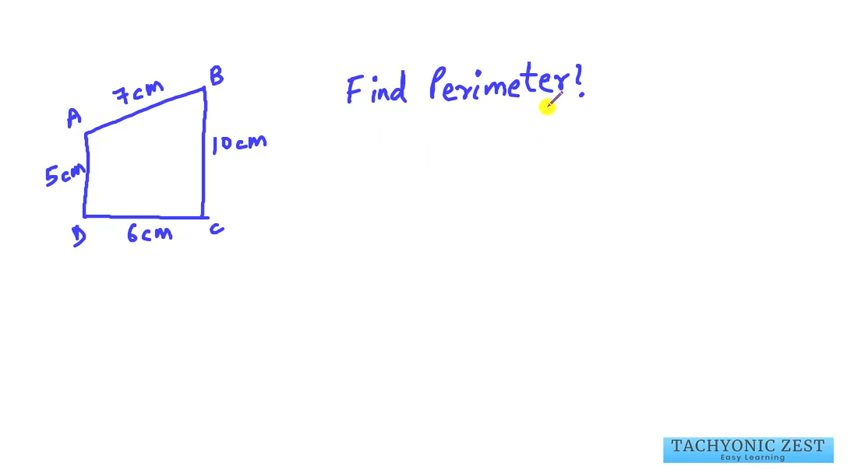 Find Perimeter?
B
7cm
A
10cm
5cm
D
6cm
C
TACHYONIC ZEST
Easy Learning